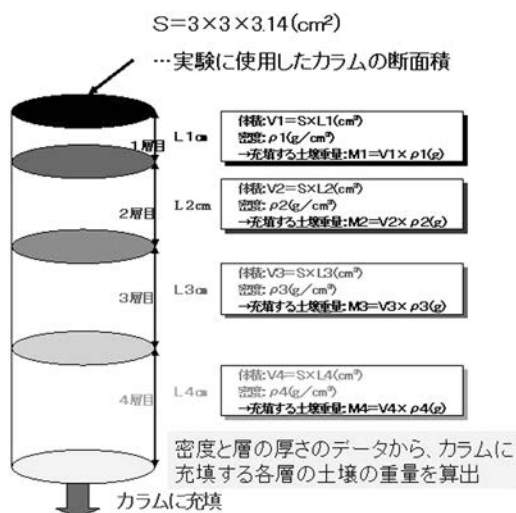 S=3×3×3.14(cm²)
…実験に使用したカラムの断面積
1層目
L1cm
体積:V1=S×L1(cm³)
密度:ρ1(g/cm³)
→充填する土壌重量:M1=V1×ρ1(g)
2層目
L2cm
体積:V2=S×L2(cm³)
密度:ρ2(g/cm³)
→充填する土壌重量:M2=V2×ρ2(g)
3層目
L3cm
体積:V3=S×L3(cm³)
密度:ρ3(g/cm³)
→充填する土壌重量:M3=V3×ρ3(g)
4層目
L4cm
体積:V4=S×L4(cm³)
密度:ρ4(g/cm³)
→充填する土壌重量:M4=V4×ρ4(g)
密度と層の厚さのデータから、カラムに
充填する各層の土壌の重量を算出
カラムに充填